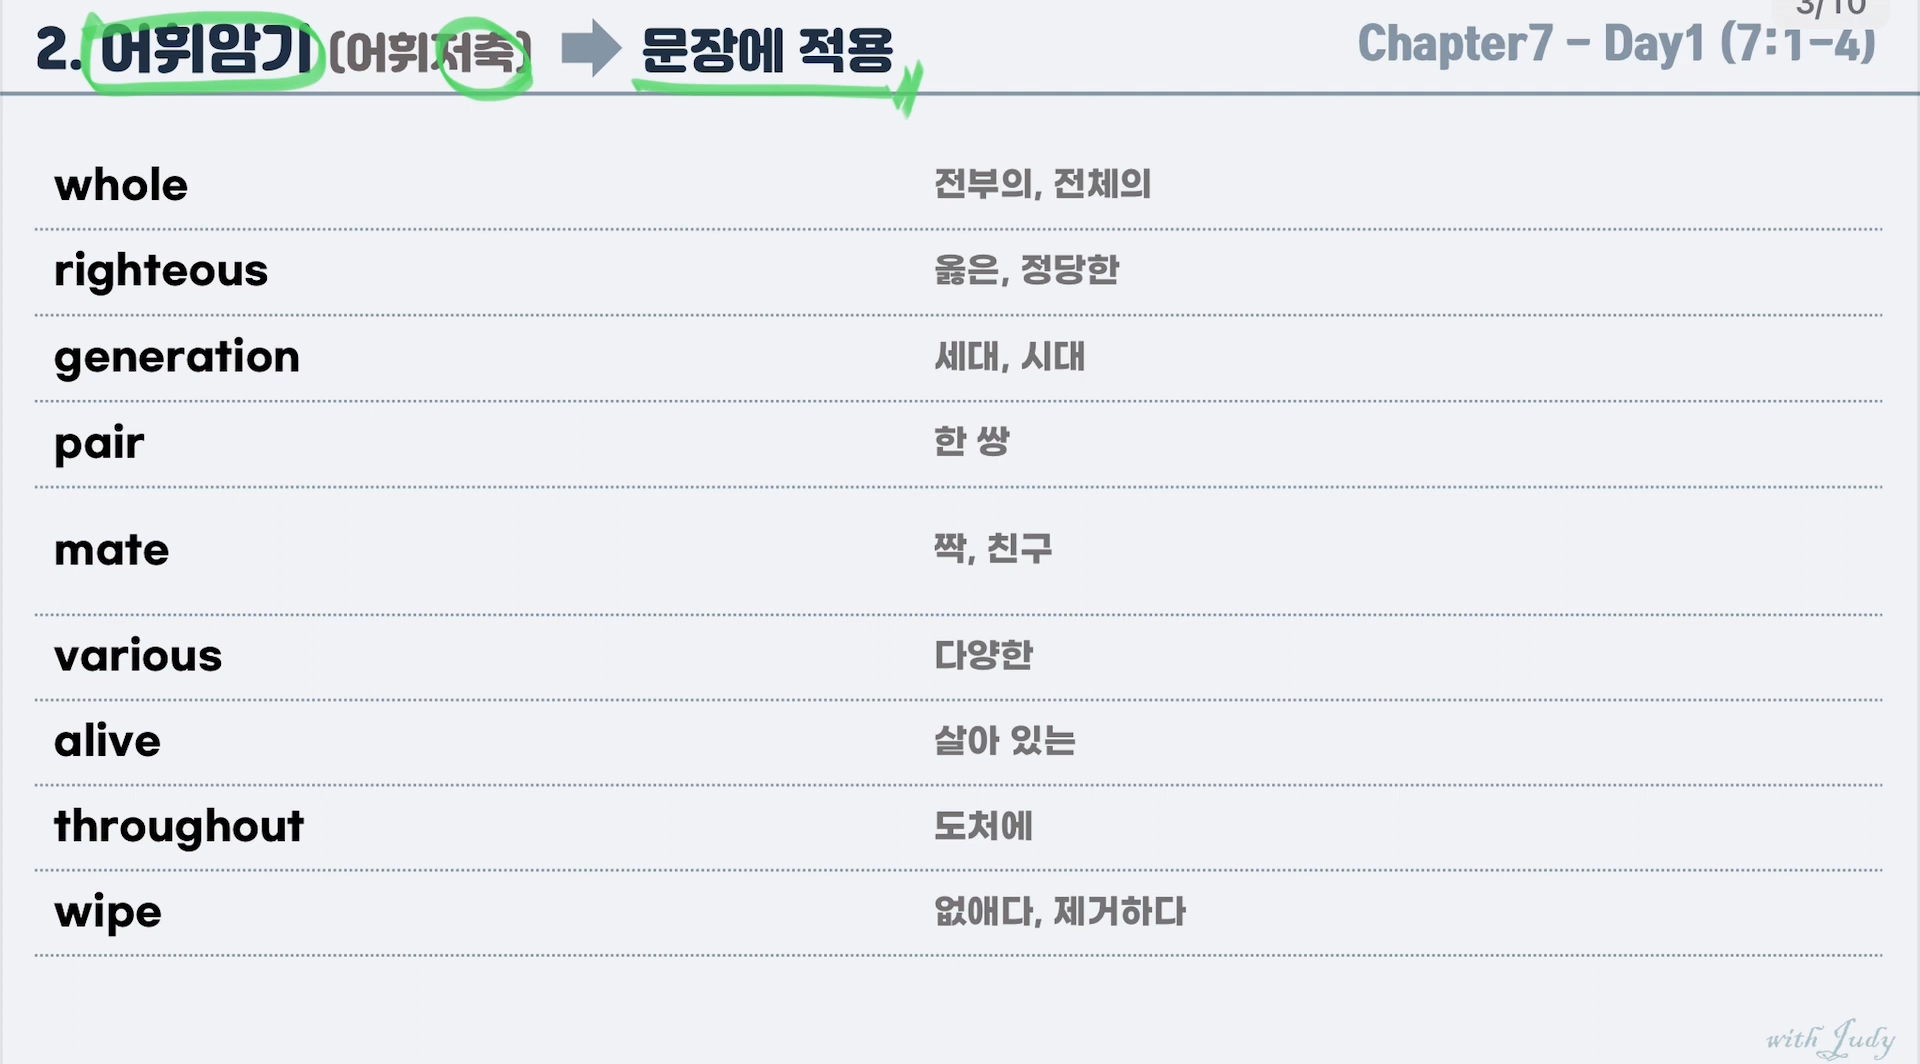 3/10
2. 어휘암기 (어휘저축) 문장에 적용 Chapter7 - Day1 (7:1-4)
whole 전부의, 전체의
righteous 옳은, 정당한
generation 세대, 시대
pair 한 쌍
mate 짝, 친구
various 다양한
alive 살아 있는
throughout 도처에
wipe 없애다, 제거하다
with Judy